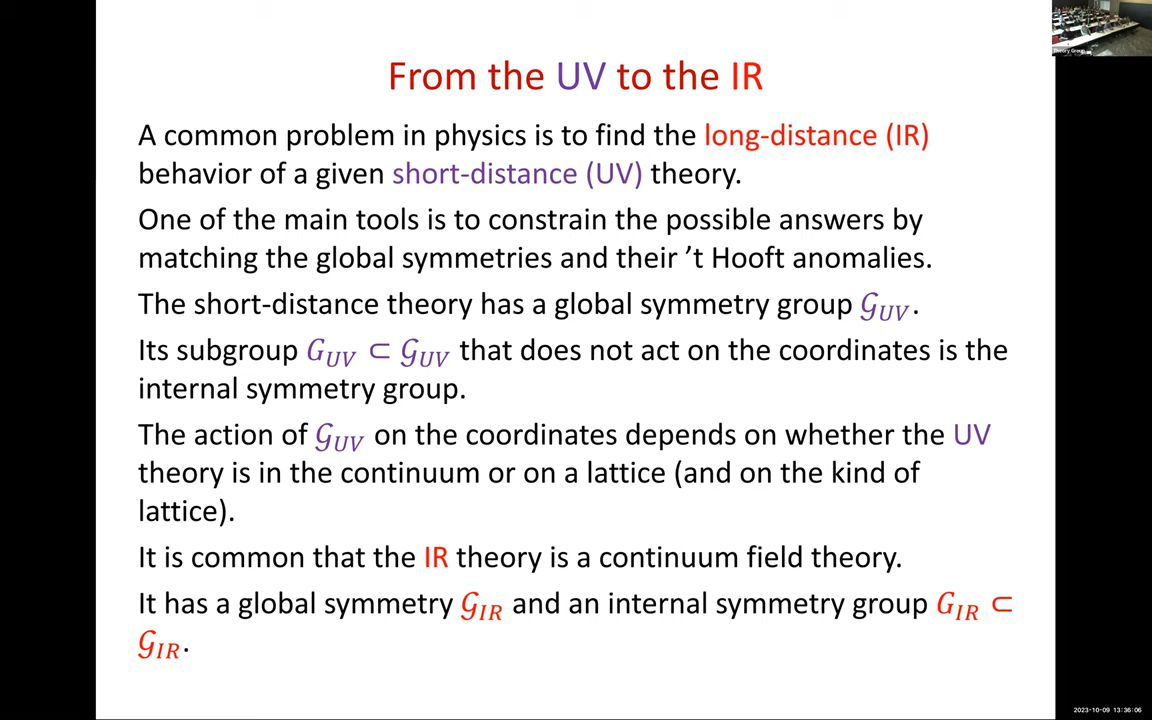 Theory Group
From the UV to the IR
A common problem in physics is to find the long-distance (IR)
behavior of a given short-distance (UV) theory.
One of the main tools is to constrain the possible answers by
matching the global symmetries and their ’t Hooft anomalies.
The short-distance theory has a global symmetry group 𝒢_UV.
Its subgroup G_UV ⊂ 𝒢_UV that does not act on the coordinates is the
internal symmetry group.
The action of 𝒢_UV on the coordinates depends on whether the UV
theory is in the continuum or on a lattice (and on the kind of
lattice).
It is common that the IR theory is a continuum field theory.
It has a global symmetry 𝒢_IR and an internal symmetry group G_IR ⊂
𝒢_IR.
2023-10-09 13:36:06